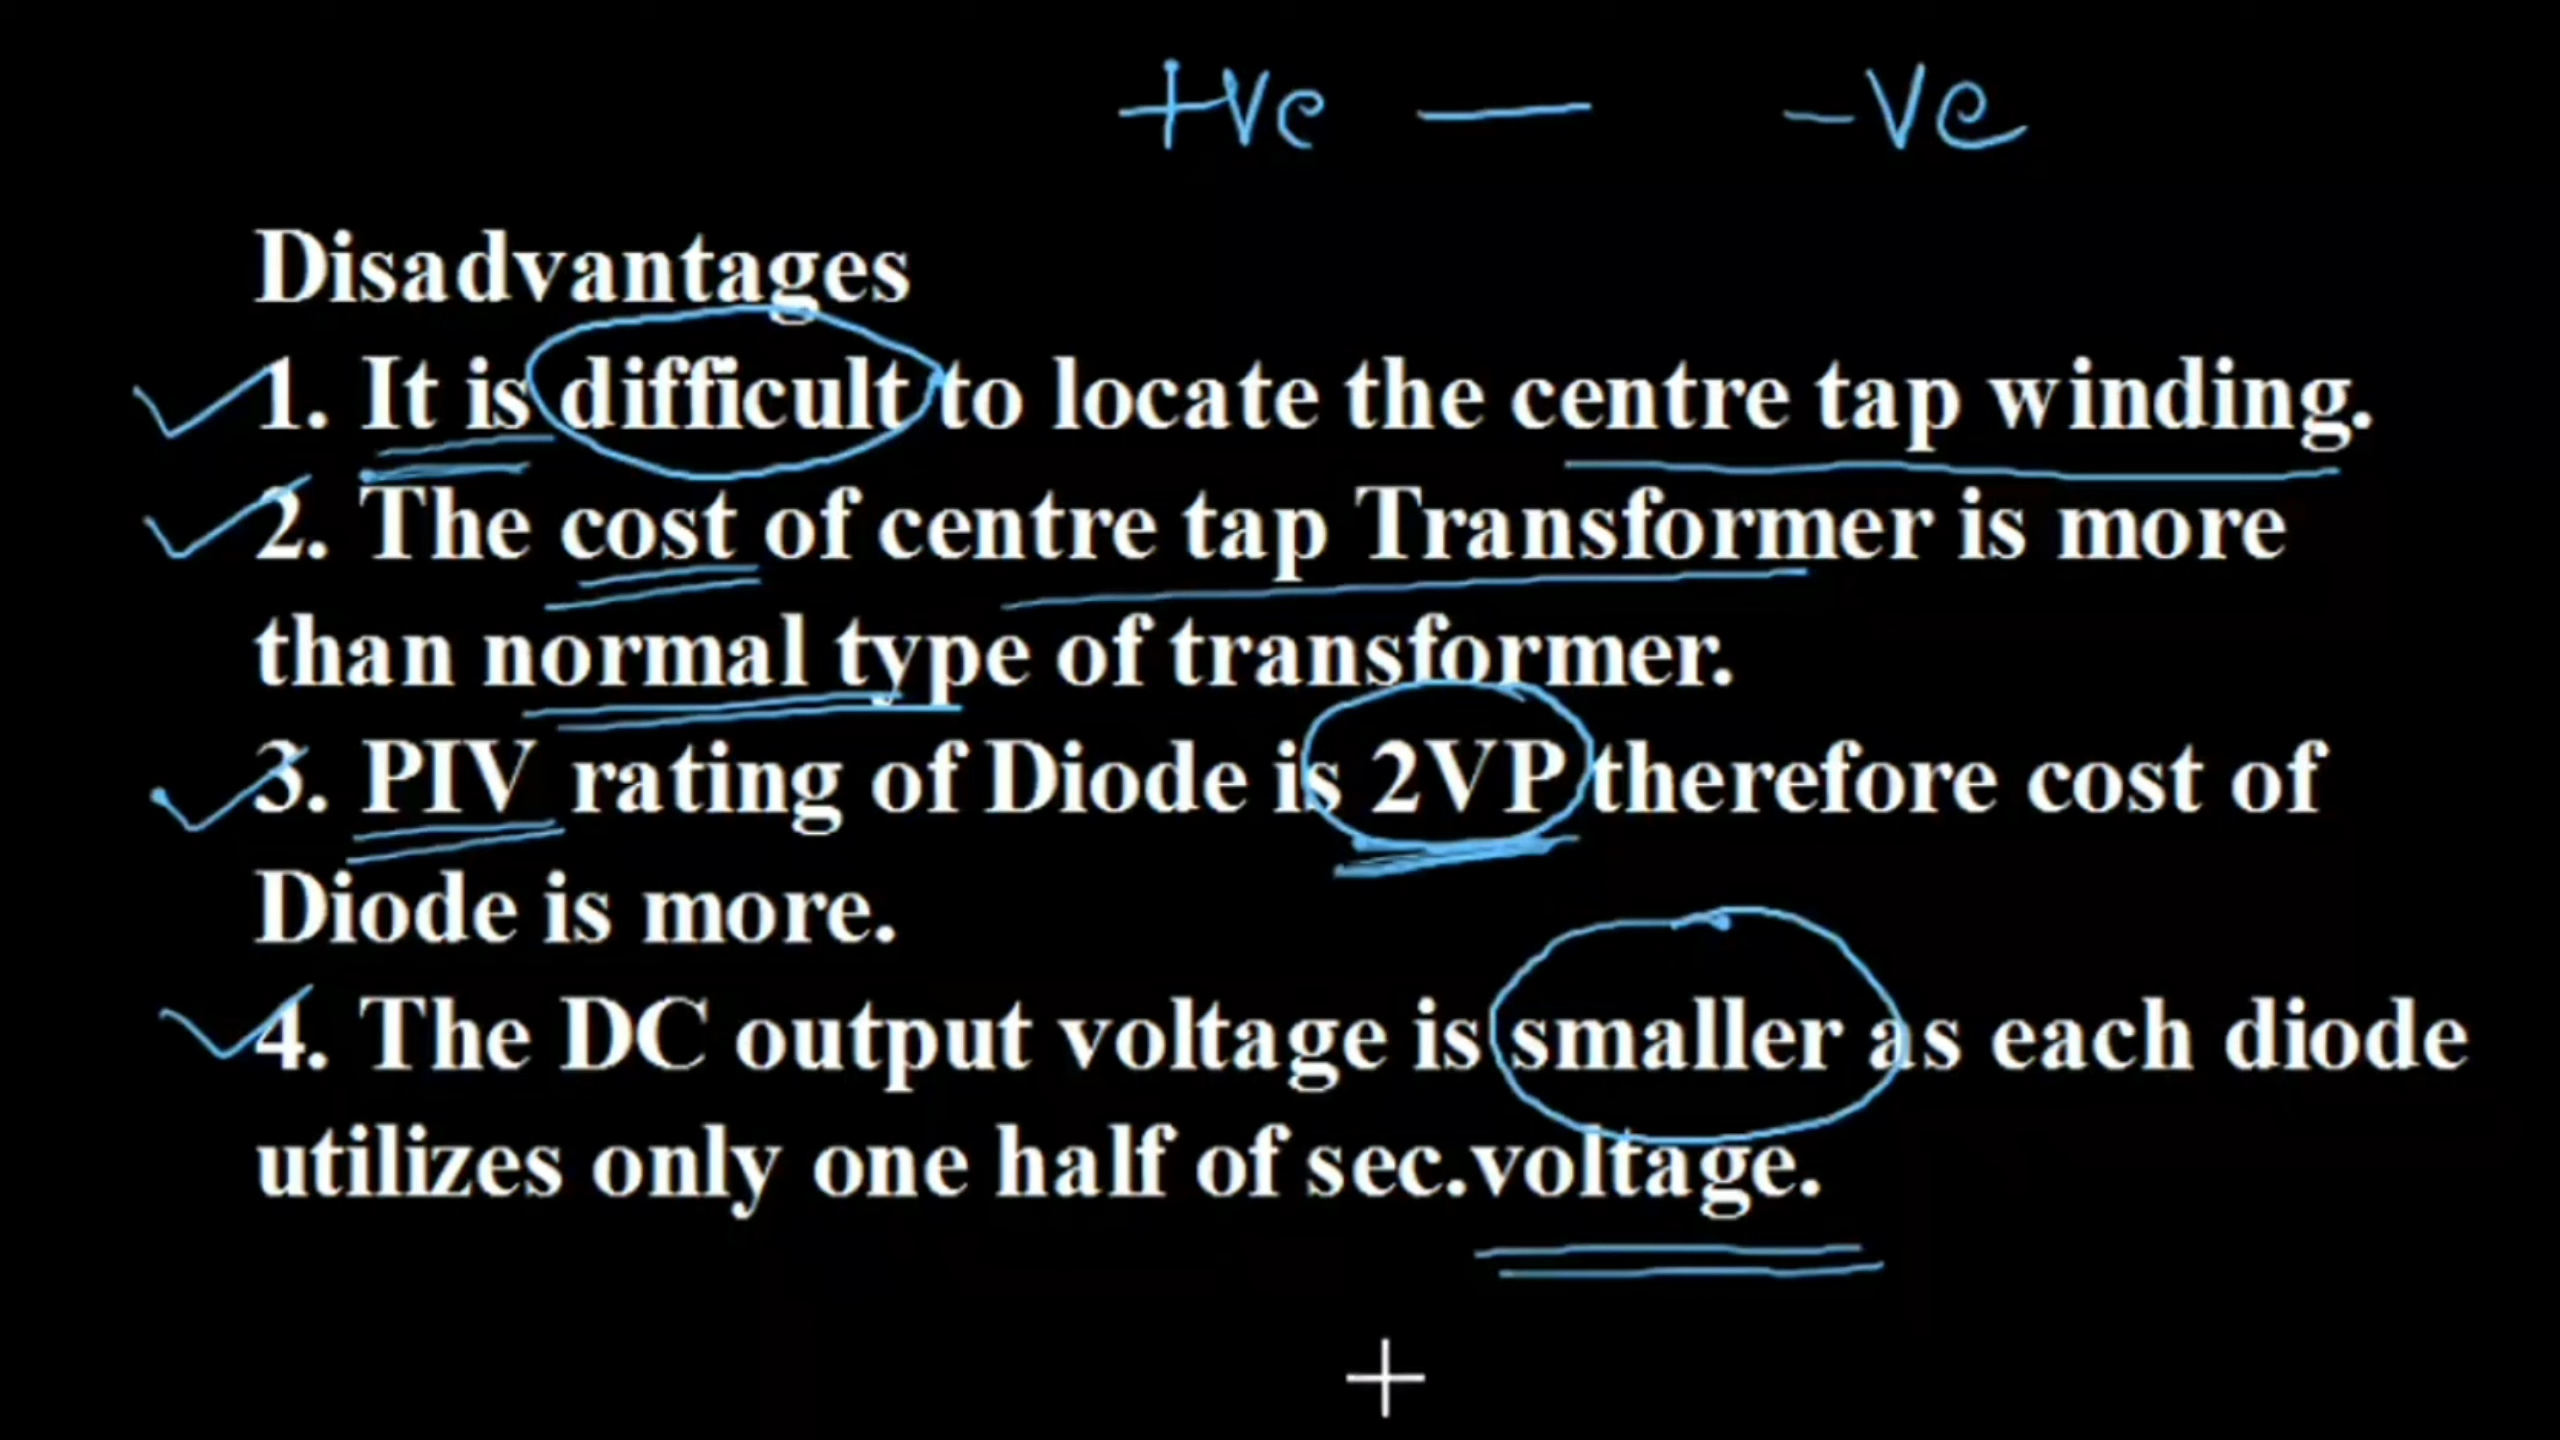 +ve — -ve
Disadvantages
1. It is difficult to locate the centre tap winding.
2. The cost of centre tap Transformer is more
than normal type of transformer.
3. PIV rating of Diode is 2VP therefore cost of
Diode is more.
4. The DC output voltage is smaller as each diode
utilizes only one half of sec.voltage.